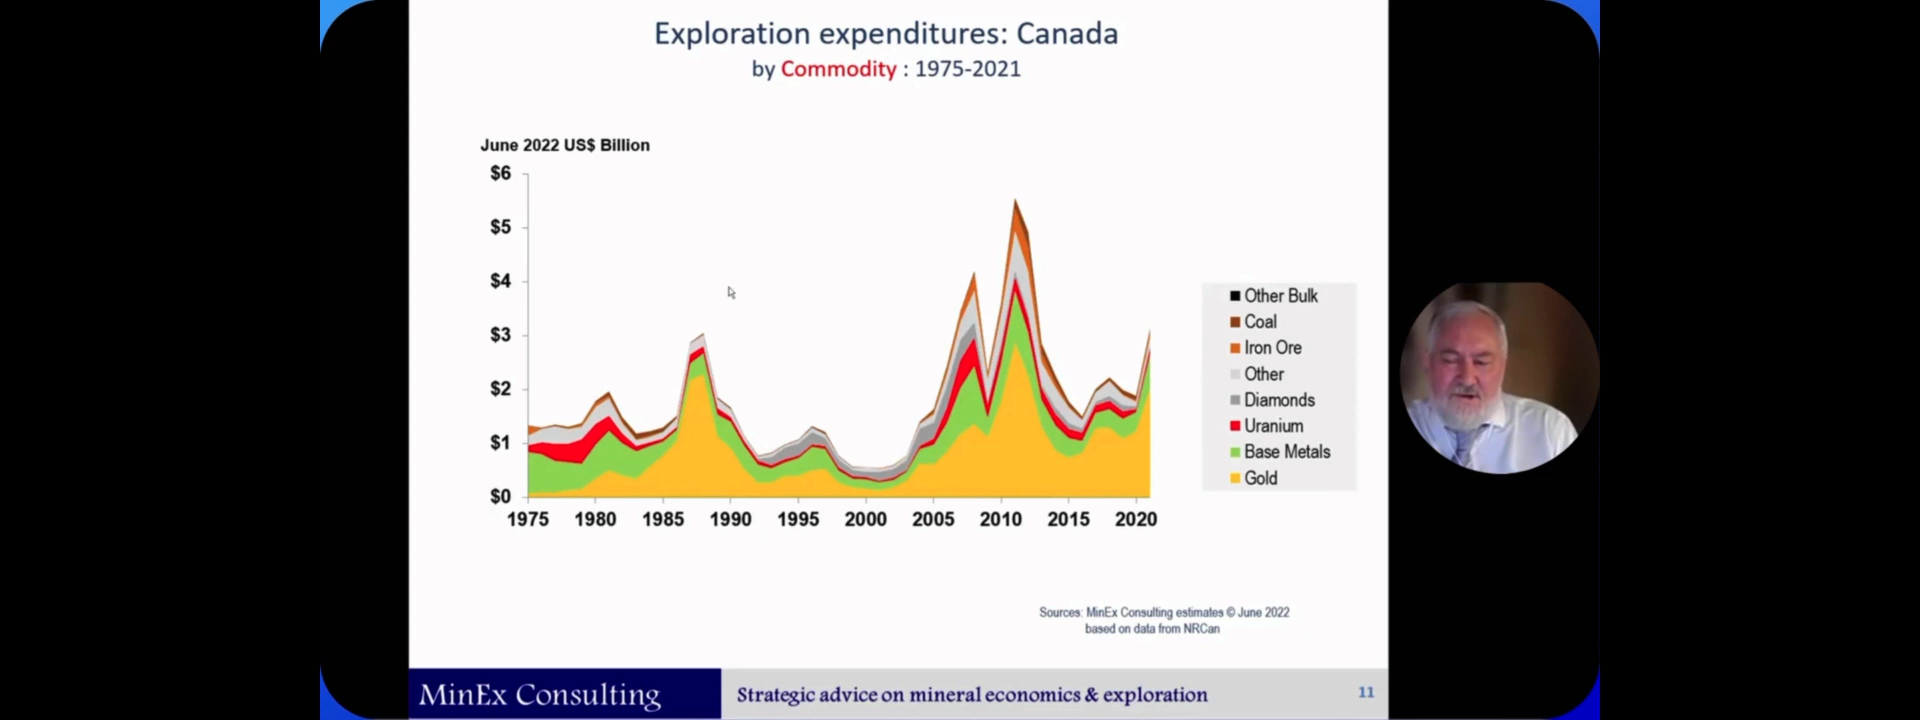 Exploration expenditures: Canada
by Commodity : 1975-2021
June 2022 US$ Billion
$6
$5
$4
$3
$2
$1
$0
1975 1980 1985 1990 1995 2000 2005 2010 2015 2020
Other Bulk
Coal
Iron Ore
Other
Diamonds
Uranium
Base Metals
Gold
Sources: MinEx Consulting estimates © June 2022
based on data from NRCan
MinEx Consulting
Strategic advice on mineral economics & exploration
11